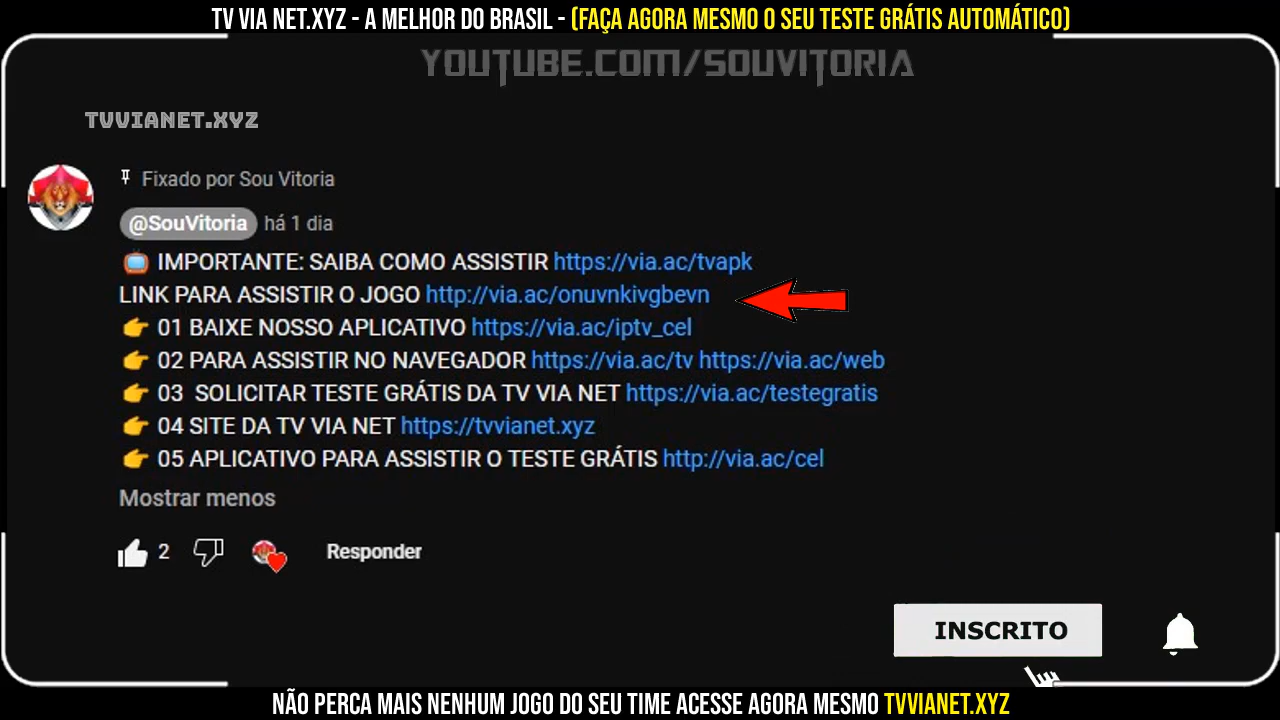 TV VIA NET.XYZ - A MELHOR DO BRASIL - (FAÇA AGORA MESMO O SEU TESTE GRÁTIS AUTOMÁTICO)
YOUTUBE.COM/SOUVITORIA
TVVIANET.XYZ
Fixado por Sou Vitoria
@SouVitoria há 1 dia
📺 IMPORTANTE: SAIBA COMO ASSISTIR https://via.ac/tvapk
LINK PARA ASSISTIR O JOGO http://via.ac/onuvnkivgbevn
👉 01 BAIXE NOSSO APLICATIVO https://via.ac/iptv_cel
👉 02 PARA ASSISTIR NO NAVEGADOR https://via.ac/tv https://via.ac/web
👉 03  SOLICITAR TESTE GRÁTIS DA TV VIA NET https://via.ac/testegratis
👉 04 SITE DA TV VIA NET https://tvvianet.xyz
👉 05 APLICATIVO PARA ASSISTIR O TESTE GRÁTIS http://via.ac/cel
Mostrar menos
2 Responder
INSCRITO
NÃO PERCA MAIS NENHUM JOGO DO SEU TIME ACESSE AGORA MESMO TVVIANET.XYZ